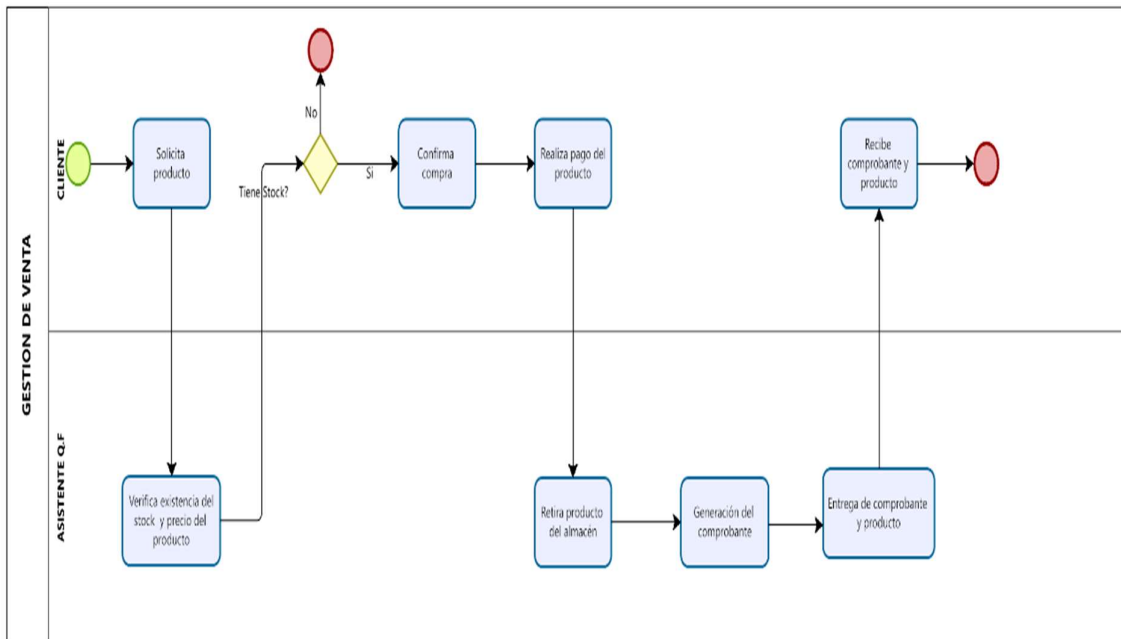 GESTION DE VENTA
CLIENTE
Solicita
producto
Tiene Stock?
No
Si
Confirma
compra
Realiza pago del
producto
Recibe
comprobante y
producto
ASISTENTE Q.F
Verifica existencia del
stock y precio del
producto
Retira producto
del almacén
Generación del
comprobante
Entrega de comprobante
y producto